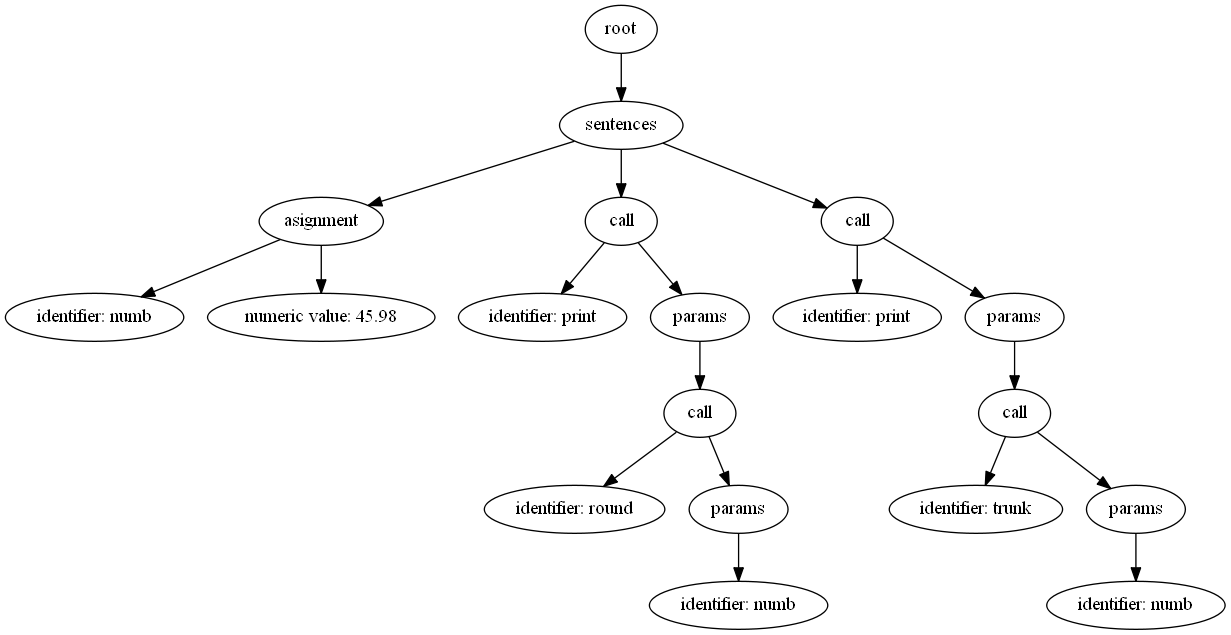 root
sentences
asignment
call
call
identifier: numb
numeric value: 45.98
identifier: print
params
identifier: print
params
call
call
identifier: round
params
identifier: trunk
params
identifier: numb
identifier: numb